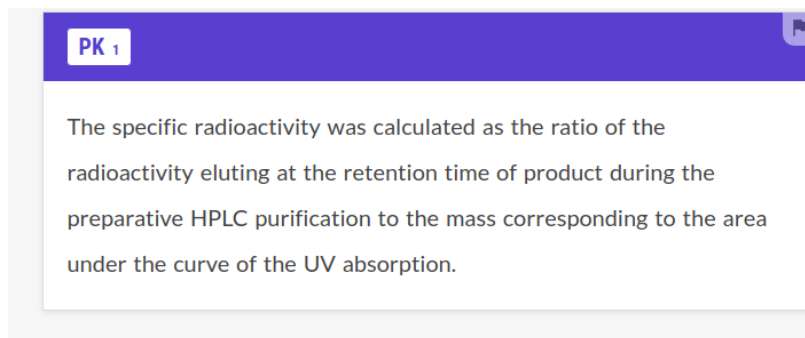 PK 1
The specific radioactivity was calculated as the ratio of the
radioactivity eluting at the retention time of product during the
preparative HPLC purification to the mass corresponding to the area
under the curve of the UV absorption.